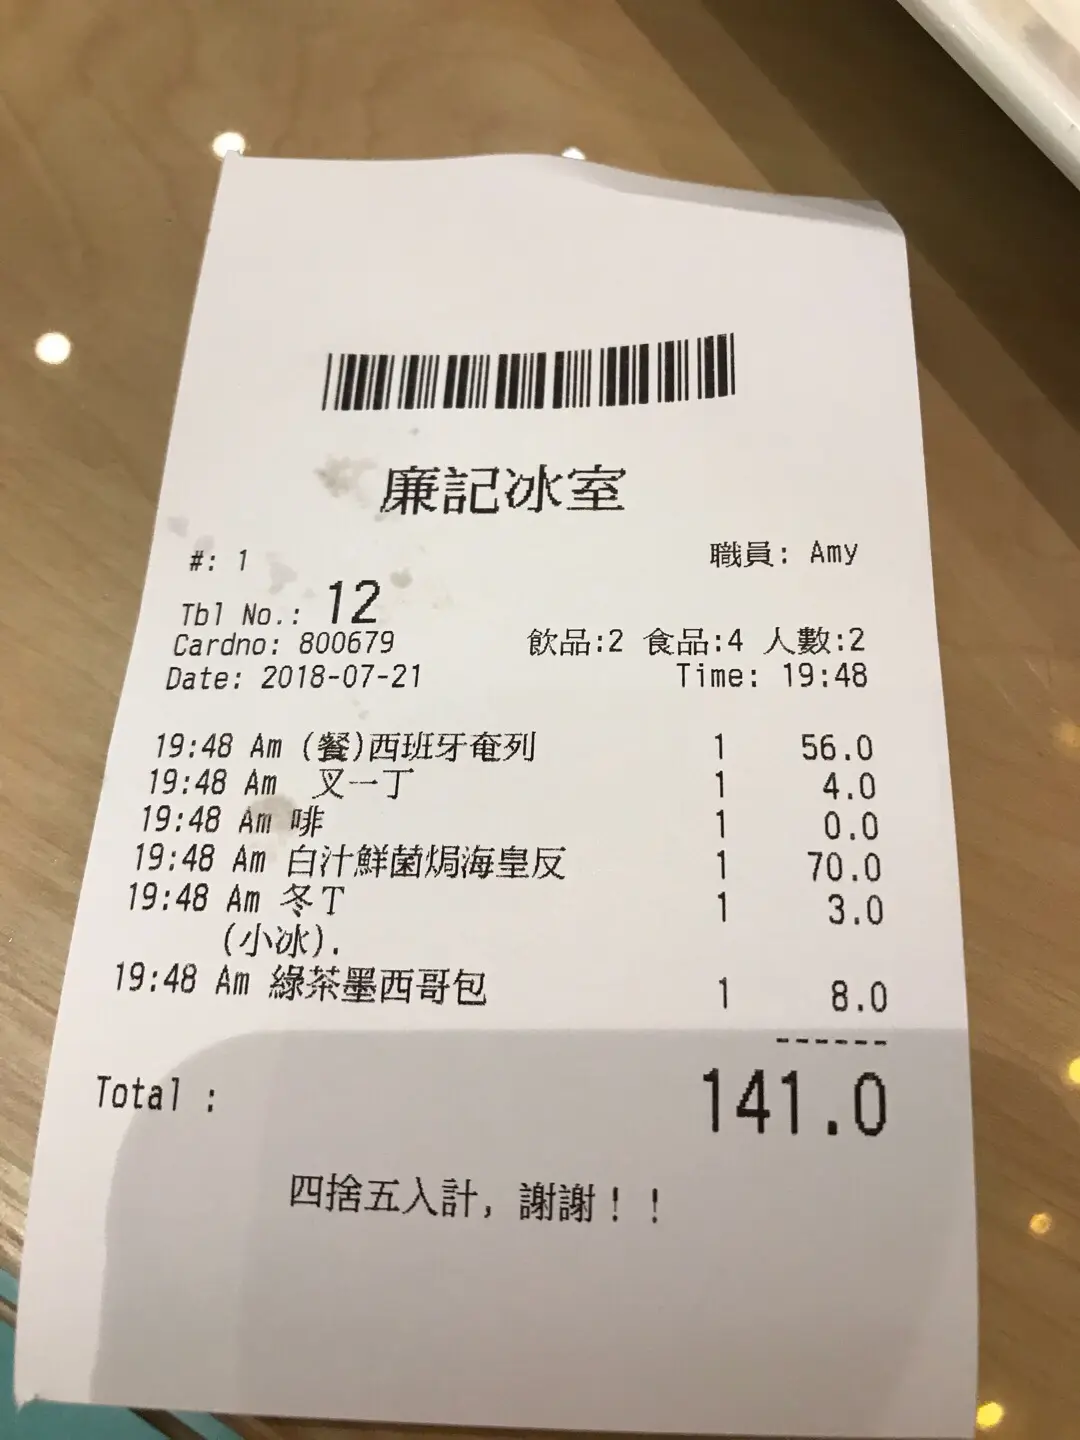 廉記冰室
#: 1 職員: Amy
Tbl No.: 12
Cardno: 800679 飲品:2 食品:4 人數:2
Date: 2018-07-21 Time: 19:48
19:48 Am (餐)西班牙奄列 1 56.0
19:48 Am 叉一丁 1 4.0
19:48 Am 啡 1 0.0
19:48 Am 白汁鮮菌焗海皇反 1 70.0
19:48 Am 冬T 1 3.0
(小冰).
19:48 Am 綠茶墨西哥包 1 8.0
------
Total : 141.0
四捨五入計, 謝謝！！